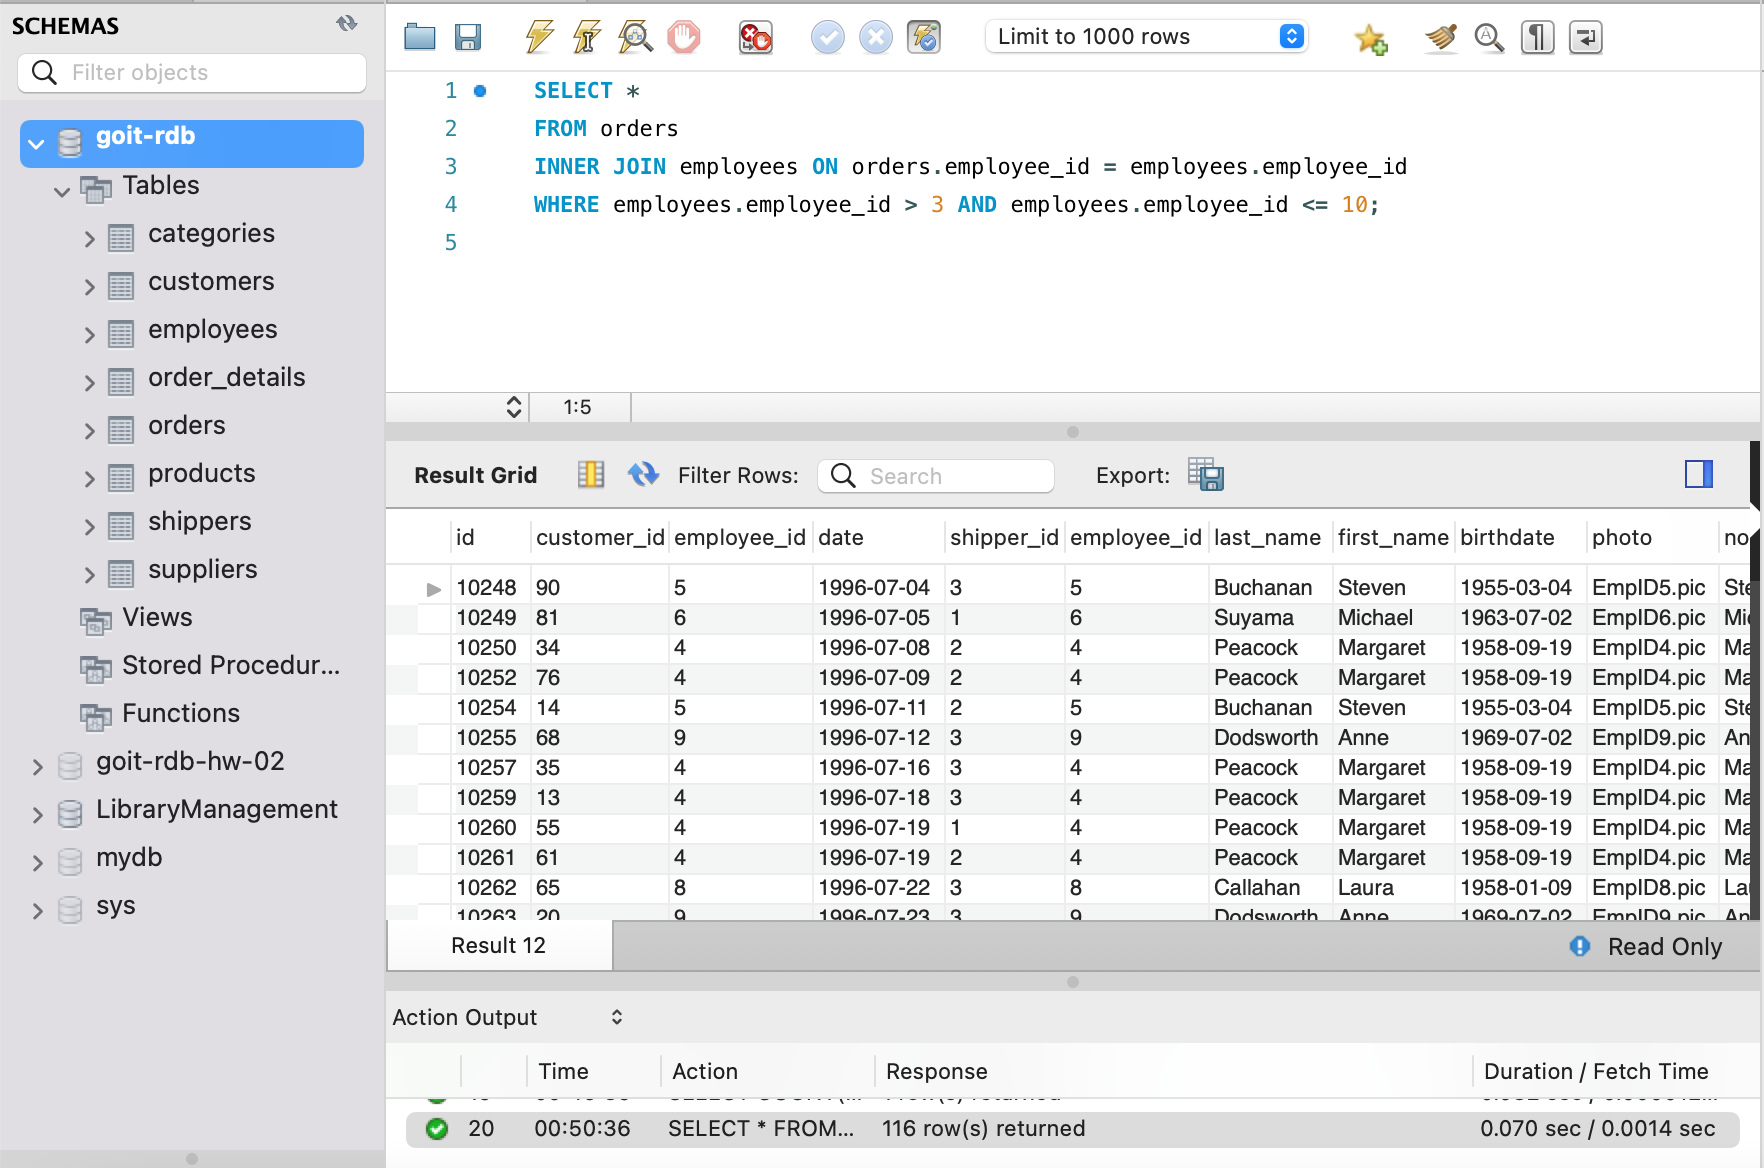 SCHEMAS
Filter objects
goit-rdb
Tables
categories
customers
employees
order_details
orders
products
shippers
suppliers
Views
Stored Procedur...
Functions
goit-rdb-hw-02
LibraryManagement
mydb
sys
Limit to 1000 rows
1 SELECT *
2 FROM orders
3 INNER JOIN employees ON orders.employee_id = employees.employee_id
4 WHERE employees.employee_id > 3 AND employees.employee_id <= 10;
5
1:5
Result Grid Filter Rows: Search Export:
id customer_id employee_id date shipper_id employee_id last_name first_name birthdate photo no
10248 90 5 1996-07-04 3 5 Buchanan Steven 1955-03-04 EmpID5.pic Ste
10249 81 6 1996-07-05 1 6 Suyama Michael 1963-07-02 EmpID6.pic Mi
10250 34 4 1996-07-08 2 4 Peacock Margaret 1958-09-19 EmpID4.pic Ma
10252 76 4 1996-07-09 2 4 Peacock Margaret 1958-09-19 EmpID4.pic Ma
10254 14 5 1996-07-11 2 5 Buchanan Steven 1955-03-04 EmpID5.pic Ste
10255 68 9 1996-07-12 3 9 Dodsworth Anne 1969-07-02 EmpID9.pic An
10257 35 4 1996-07-16 3 4 Peacock Margaret 1958-09-19 EmpID4.pic Ma
10259 13 4 1996-07-18 3 4 Peacock Margaret 1958-09-19 EmpID4.pic Ma
10260 55 4 1996-07-19 1 4 Peacock Margaret 1958-09-19 EmpID4.pic Ma
10261 61 4 1996-07-19 2 4 Peacock Margaret 1958-09-19 EmpID4.pic Ma
10262 65 8 1996-07-22 3 8 Callahan Laura 1958-01-09 EmpID8.pic La
10263 20 9 1996-07-23 3 9 Dodsworth Anne 1969-07-02 EmpID9.pic An
Result 12 Read Only
Action Output
Time Action Response Duration / Fetch Time
20 00:50:36 SELECT * FROM... 116 row(s) returned 0.070 sec / 0.0014 sec